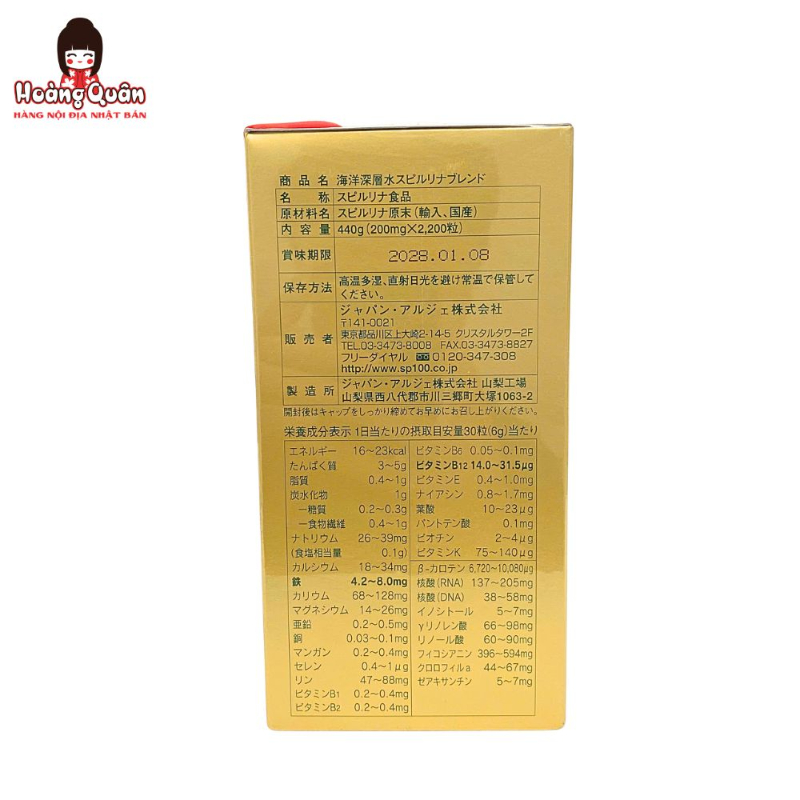 Hoàng Quân
HÀNG NỘI ĐỊA NHẬT BẢN
商品名 海洋深層水スピルリナブレンド
名称 スピルリナ食品
原材料名 スピルリナ原末（輸入、国産）
内容量 440g（200mg×2,200粒）
賞味期限 2028.01.08
保存方法 高温多湿、直射日光を避け常温で保管して
ください。
販売者 ジャパン・アルジェ株式会社
〒141-0021
東京都品川区上大崎2-14-5 クリスタルタワー2F
TEL.03-3473-8008 FAX.03-3473-8827
フリーダイヤル 0120-347-308
http://www.sp100.co.jp
製造所 ジャパン・アルジェ株式会社 山梨工場
山梨県西八代郡市川三郷町大塚1063-2
開封後はキャップをしっかり締めてお早めにお召し上がりください。
栄養成分表示 1日当たりの摂取目安量30粒(6g)当たり
エネルギー 16〜23kcal
たんぱく質 3〜5g
脂質 0.4〜1g
炭水化物 1g
―糖質 0.2〜0.3g
―食物繊維 0.4〜1g
ナトリウム 26〜39mg
(食塩相当量 0.1g)
カルシウム 18〜34mg
鉄 4.2〜8.0mg
カリウム 68〜128mg
マグネシウム 14〜26mg
亜鉛 0.2〜0.5mg
銅 0.03〜0.1mg
マンガン 0.2〜0.4mg
セレン 0.4〜1μg
リン 47〜88mg
ビタミンB1 0.2〜0.4mg
ビタミンB2 0.2〜0.4mg
ビタミンB6 0.05〜0.1mg
ビタミンB12 14.0〜31.5μg
ビタミンE 0.4〜1.0mg
ナイアシン 0.8〜1.7mg
葉酸 10〜23μg
パントテン酸 0.1mg
ビオチン 2〜4μg
ビタミンK 75〜140μg
β-カロテン 6,720〜10,080μg
核酸(RNA) 137〜205mg
核酸(DNA) 38〜58mg
イノシトール 5〜7mg
γリノレン酸 66〜98mg
リノール酸 60〜90mg
フィコシアニン 396〜594mg
クロロフィルa 44〜67mg
ゼアキサンチン 5〜7mg